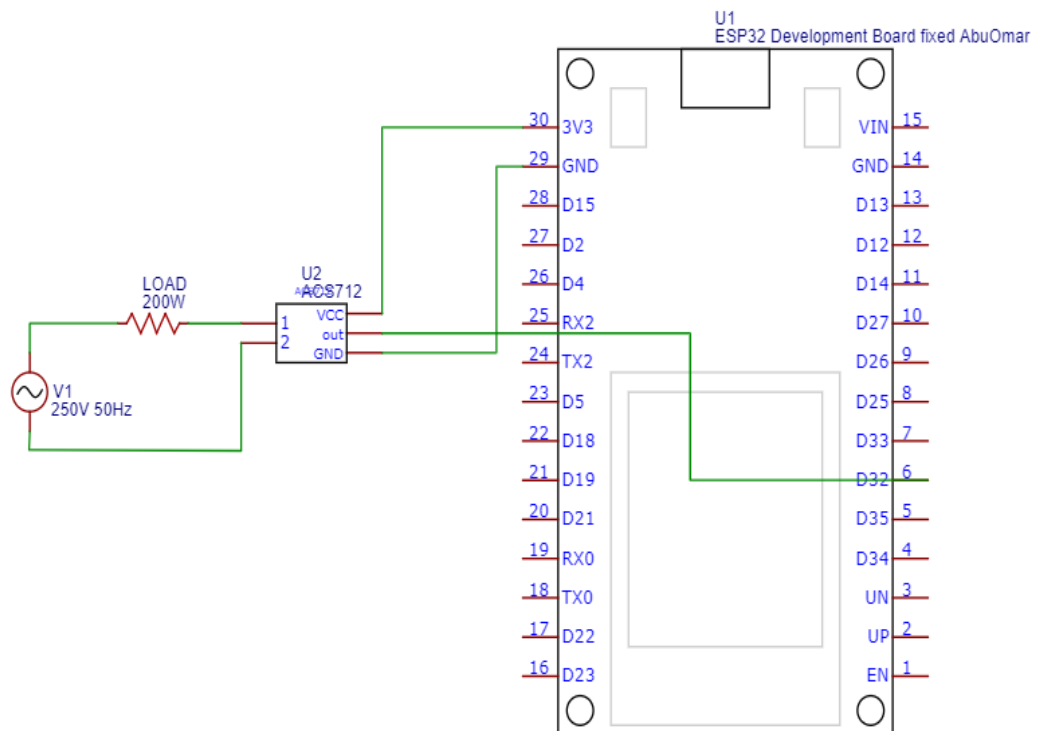 U1
ESP32 Development Board fixed AbuOmar
30 3V3
VIN 15
29 GND
GND 14
28 D15
D13 13
27 D2
D12 12
26 D4
D14 11
25 RX2
D27 10
24 TX2
D26 9
23 D5
D25 8
22 D18
D33 7
21 D19
D32 6
20 D21
D35 5
19 RX0
D34 4
18 TX0
UN 3
17 D22
UP 2
16 D23
EN 1
LOAD
200W
U2
ACS712
1
2
VCC
out
GND
V1
250V 50Hz